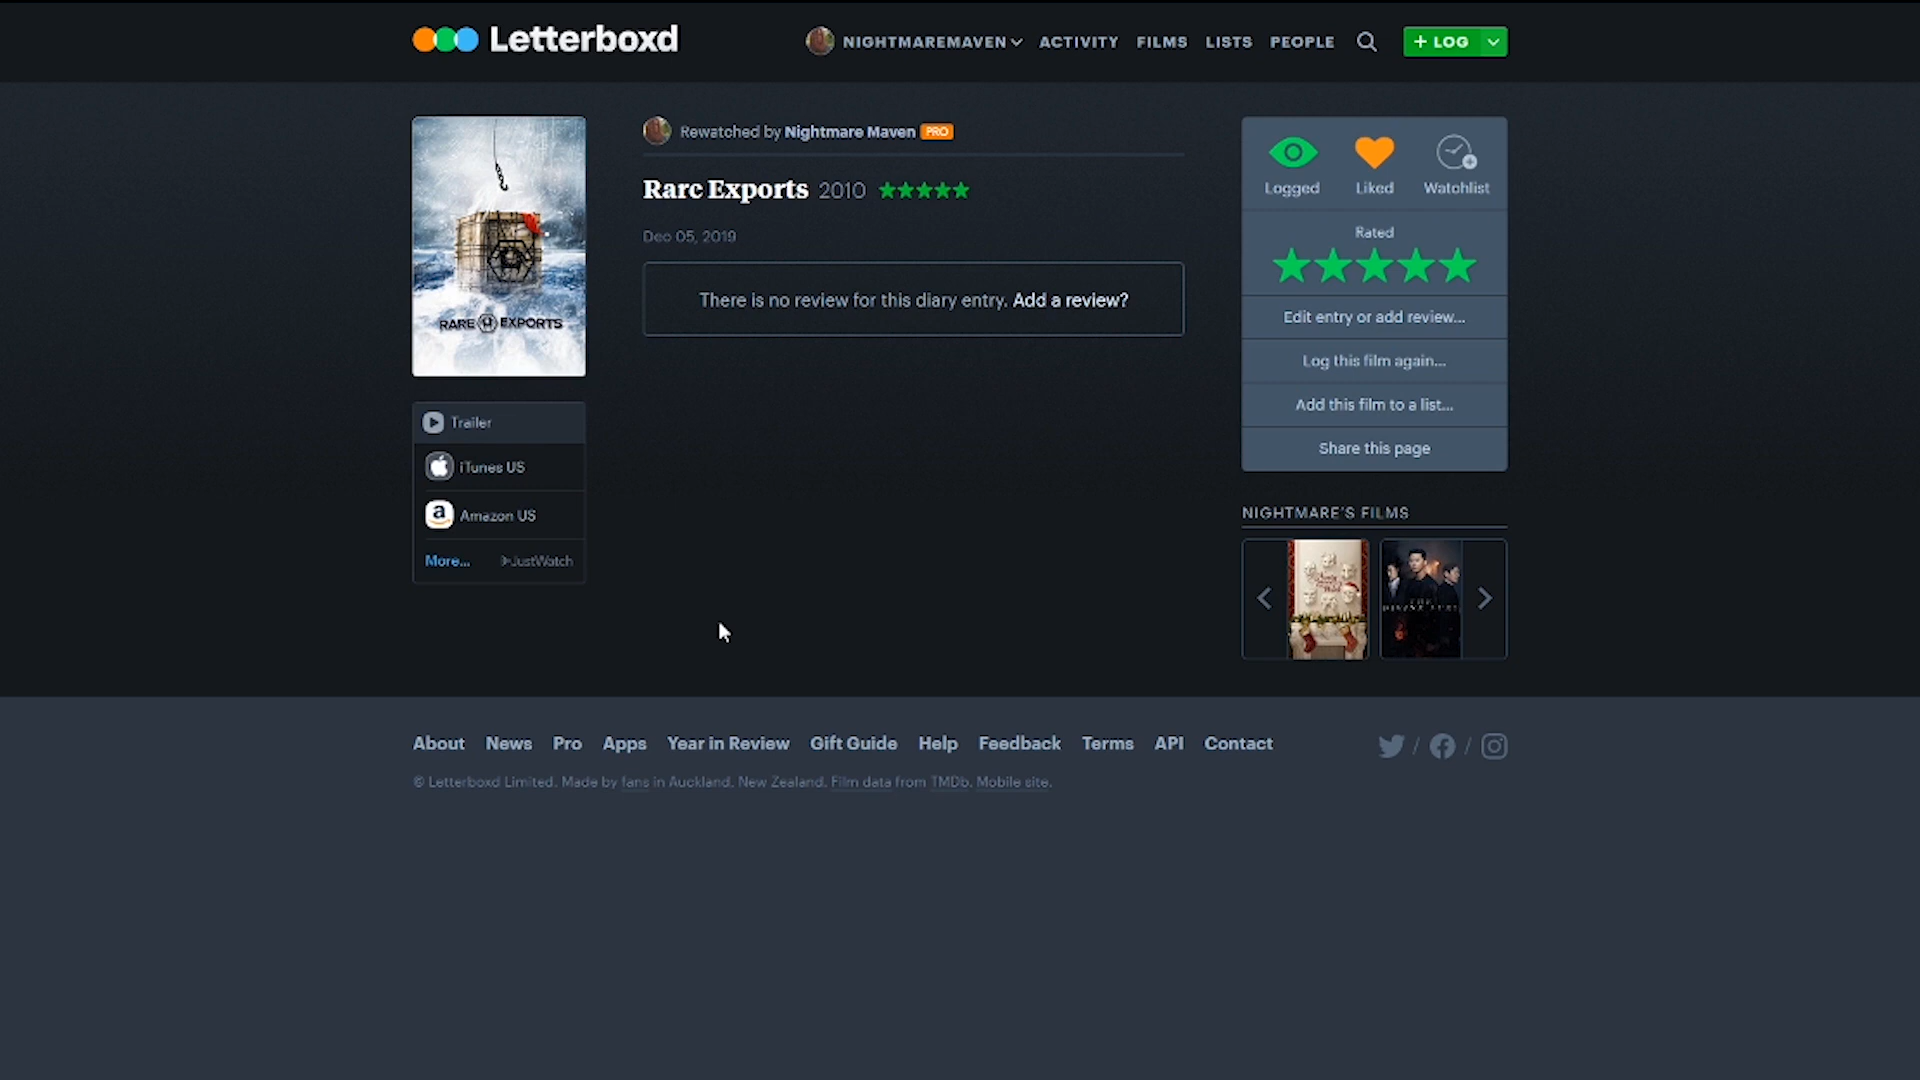 Letterboxd
NIGHTMAREMAVEN ACTIVITY FILMS LISTS PEOPLE + LOG
Rewatched by Nightmare Maven PRO
Rare Exports 2010 ★★★★★
Dec 05, 2019
There is no review for this diary entry. Add a review?
RARE EXPORTS
Trailer
iTunes US
Amazon US
More... JustWatch
Logged Liked Watchlist
Rated
Edit entry or add review...
Log this film again...
Add this film to a list...
Share this page
NIGHTMARE'S FILMS
About News Pro Apps Year in Review Gift Guide Help Feedback Terms API Contact
© Letterboxd Limited. Made by fans in Auckland, New Zealand. Film data from TMDb. Mobile site.